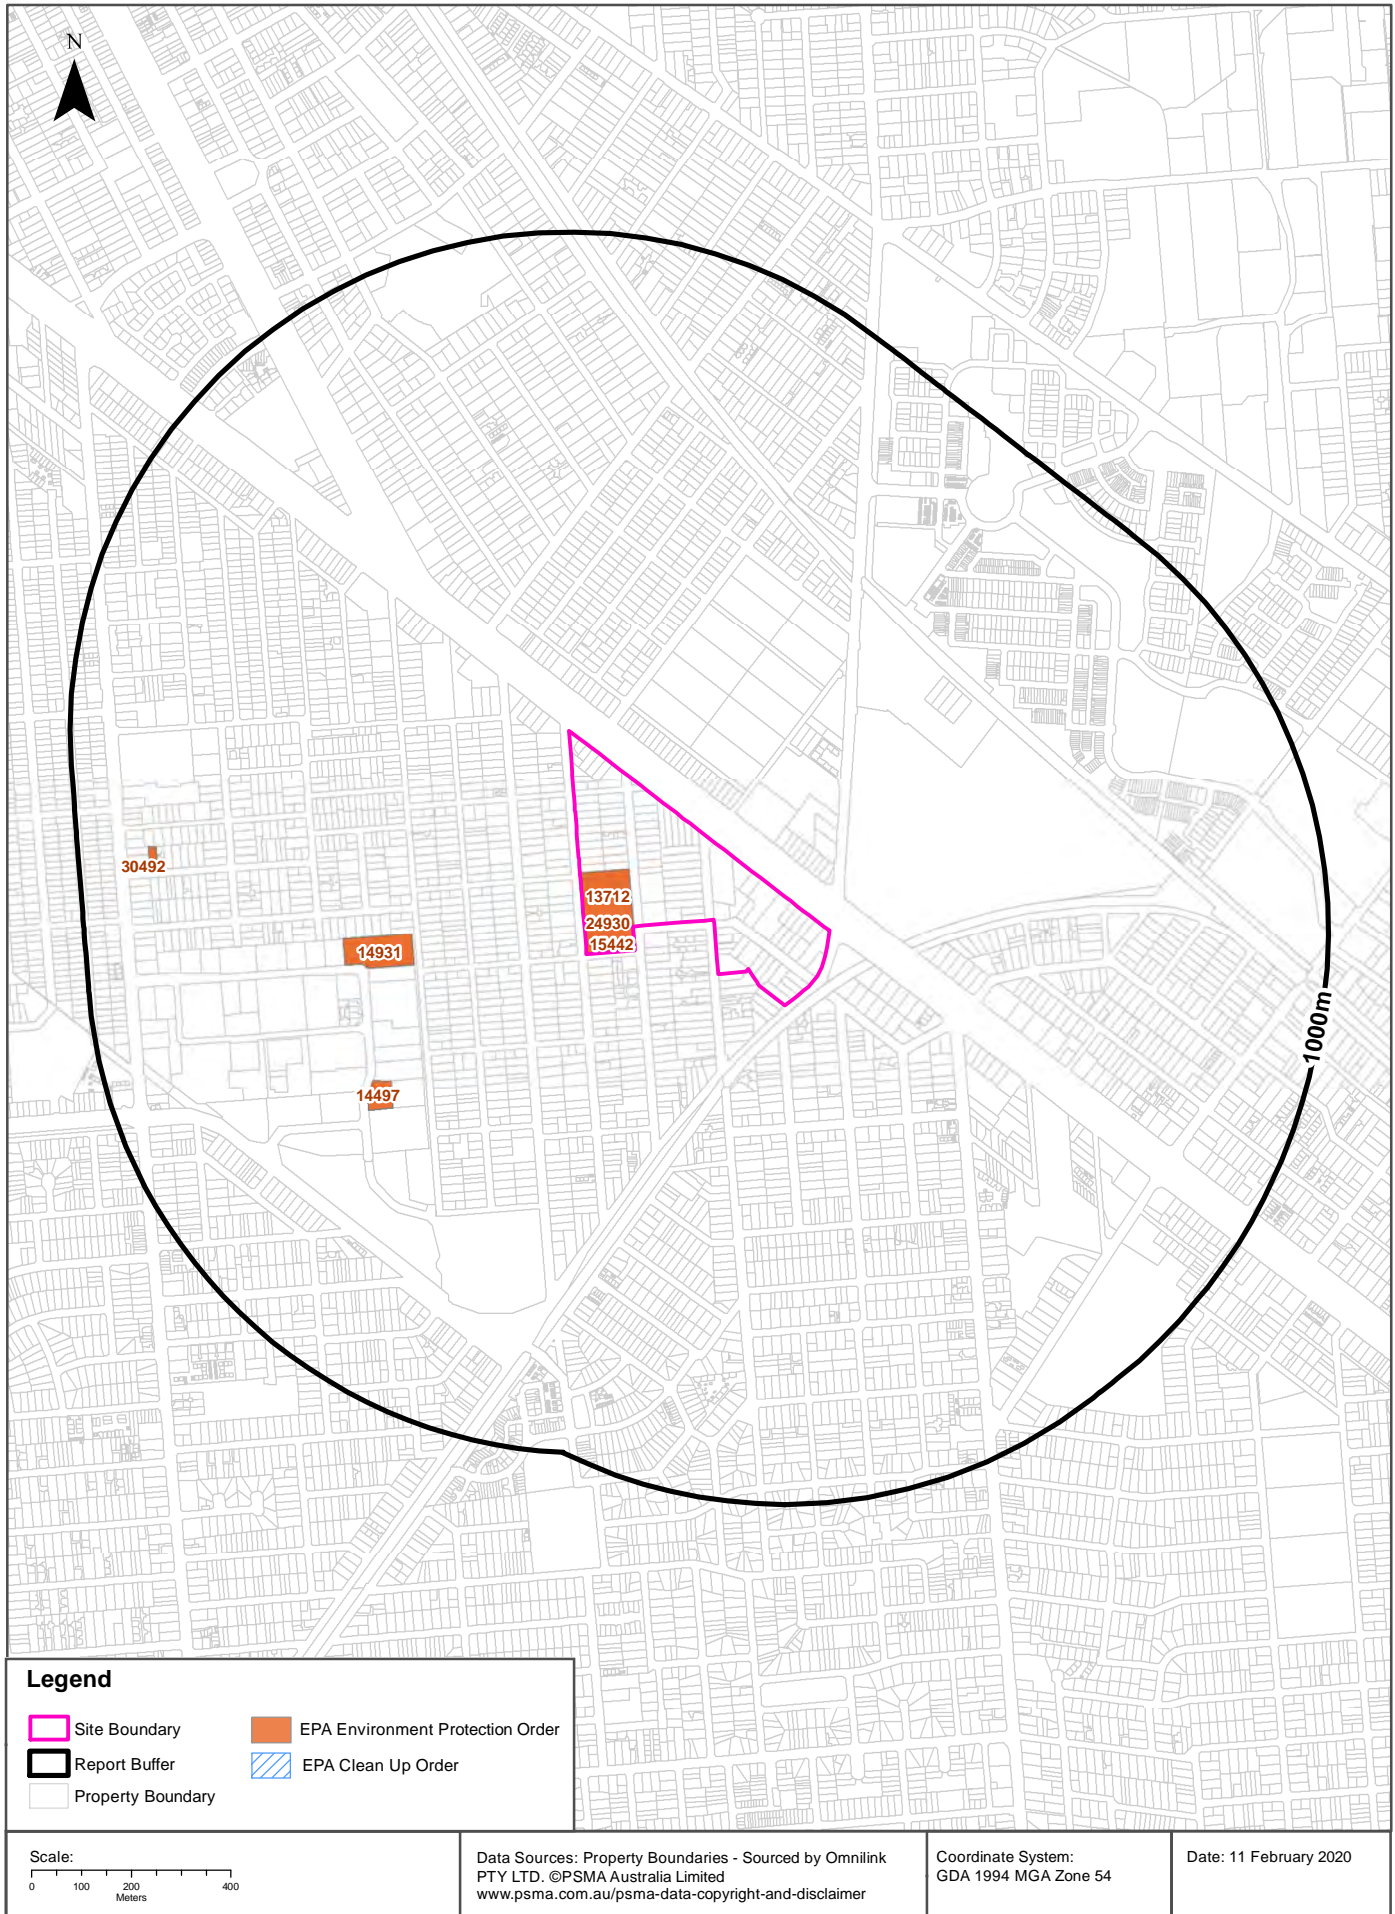 N
30492
13712
24930
15442
14931
1000m
14497
Legend
Site Boundary
EPA Environment Protection Order
Report Buffer
EPA Clean Up Order
Property Boundary
Scale:
0 100 200 400
Meters
Data Sources: Property Boundaries - Sourced by Omnilink
PTY LTD. ©PSMA Australia Limited
www.psma.com.au/psma-data-copyright-and-disclaimer
Coordinate System:
GDA 1994 MGA Zone 54
Date: 11 February 2020